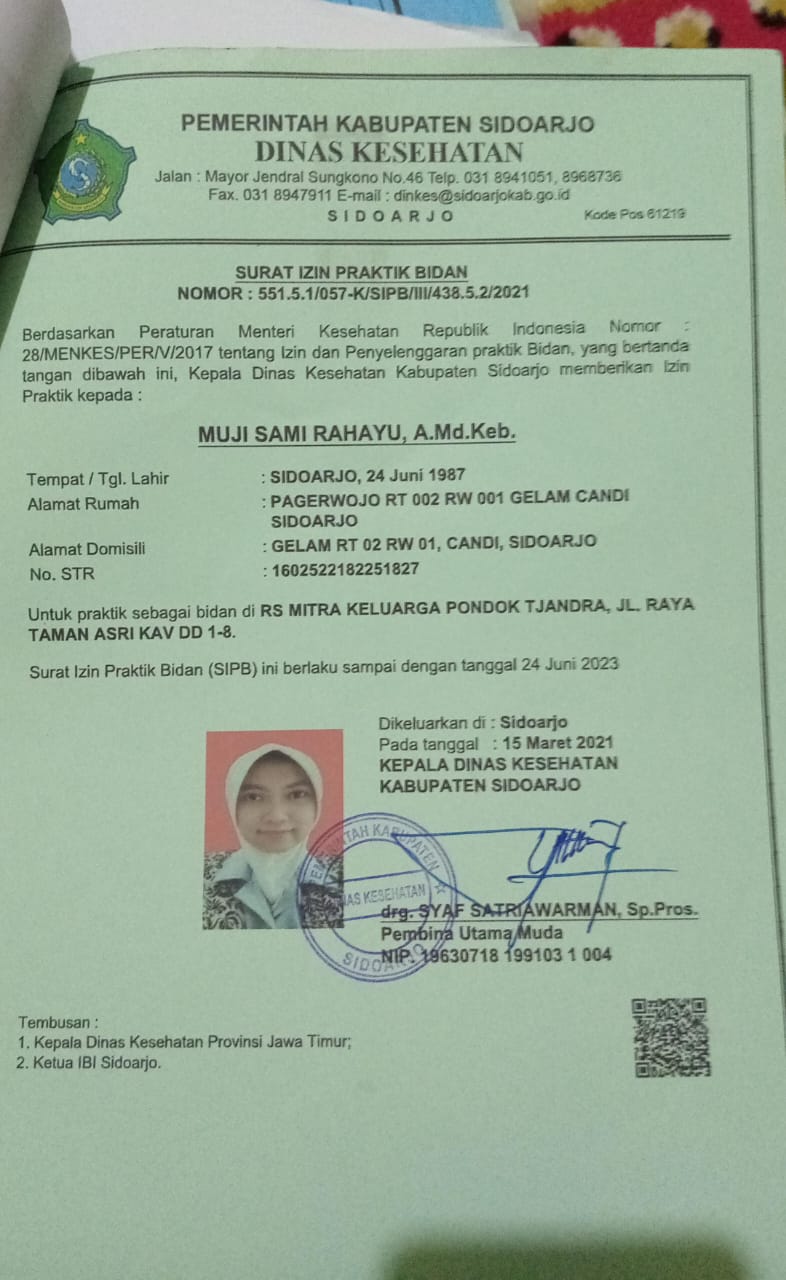 PEMERINTAH KABUPATEN SIDOARJO
DINAS KESEHATAN
Jalan : Mayor Jendral Sungkono No.46 Telp. 031 8941051, 8968736
Fax. 031 8947911 E-mail : dinkes@sidoarjokab.go.id
S I D O A R J O Kode Pos 61219
SURAT IZIN PRAKTIK BIDAN
NOMOR : 551.5.1/057-K/SIPB/III/438.5.2/2021
Berdasarkan Peraturan Menteri Kesehatan Republik Indonesia Nomor :
28/MENKES/PER/V/2017 tentang Izin dan Penyelenggaran praktik Bidan, yang bertanda
tangan dibawah ini, Kepala Dinas Kesehatan Kabupaten Sidoarjo memberikan Izin
Praktik kepada :
MUJI SAMI RAHAYU, A.Md.Keb.
Tempat / Tgl. Lahir : SIDOARJO, 24 Juni 1987
Alamat Rumah : PAGERWOJO RT 002 RW 001 GELAM CANDI
SIDOARJO
Alamat Domisili : GELAM RT 02 RW 01, CANDI, SIDOARJO
No. STR : 1602522182251827
Untuk praktik sebagai bidan di RS MITRA KELUARGA PONDOK TJANDRA, JL. RAYA
TAMAN ASRI KAV DD 1-8.
Surat Izin Praktik Bidan (SIPB) ini berlaku sampai dengan tanggal 24 Juni 2023
Dikeluarkan di : Sidoarjo
Pada tanggal : 15 Maret 2021
KEPALA DINAS KESEHATAN
KABUPATEN SIDOARJO
drg. SYAF SATRIAWARMAN, Sp.Pros.
Pembina Utama Muda
NIP. 19630718 199103 1 004
KABUPATEN
KESEHATAN
SIDOARJO
Tembusan :
1. Kepala Dinas Kesehatan Provinsi Jawa Timur;
2. Ketua IBI Sidoarjo.